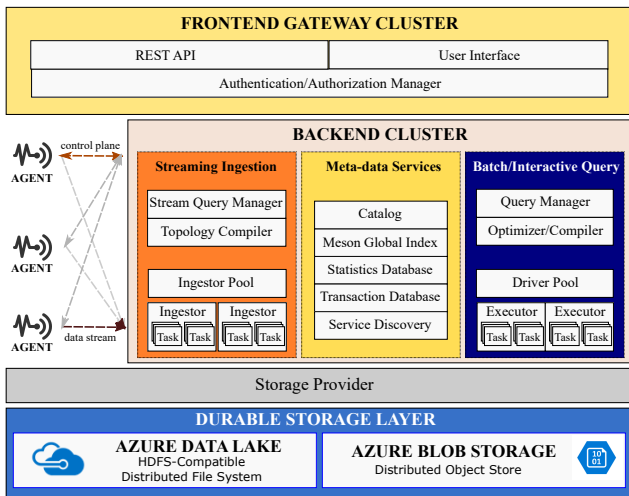 FRONTEND GATEWAY CLUSTER
REST API
User Interface
Authentication/Authorization Manager
BACKEND CLUSTER
control plane
AGENT
AGENT
AGENT
data stream
Streaming Ingestion
Stream Query Manager
Topology Compiler
Ingestor Pool
Ingestor
Ingestor
Task
Task
Task
Task
Meta-data Services
Catalog
Meson Global Index
Statistics Database
Transaction Database
Service Discovery
Batch/Interactive Query
Query Manager
Optimizer/Compiler
Driver Pool
Executor
Executor
Task
Task
Task
Task
Storage Provider
DURABLE STORAGE LAYER
AZURE DATA LAKE
HDFS-Compatible
Distributed File System
AZURE BLOB STORAGE
Distributed Object Store
10
01